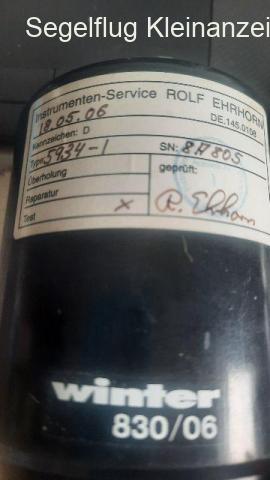 Segelflug Kleinanzei
Instrumenten-Service ROLF EHRHORN
DE.145.0108
18.05.06
Kennzeichen: D
Type 5934-1
SN: 8H805
Überholung
geprüft:
Reparatur
Test x
R. Ehrhorn
winter
830/06